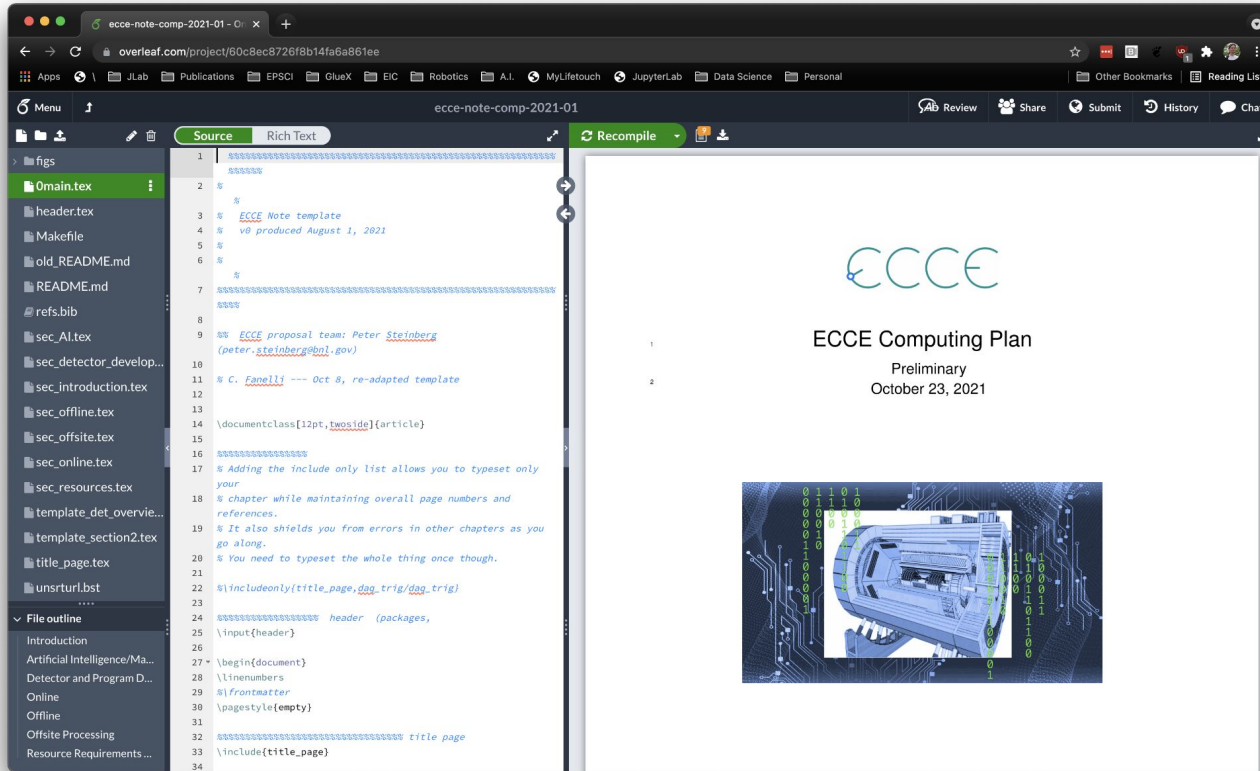 ecce-note-comp-2021-01 - On
overleaf.com/project/60c8ec8726f8b14fa6a861ee
Apps
\
JLab
Publications
EPSCI
GlueX
EIC
Robotics
A.I.
MyLifetouch
JupyterLab
Data Science
Personal
Other Bookmarks
Reading Lis
Menu
ecce-note-comp-2021-01
Review
Share
Submit
History
Cha
Source
Rich Text
Recompile
9
figs
0main.tex
header.tex
Makefile
old_README.md
README.md
refs.bib
sec_AI.tex
sec_detector_develop...
sec_introduction.tex
sec_offline.tex
sec_offsite.tex
sec_online.tex
sec_resources.tex
template_det_overvie...
template_section2.tex
title_page.tex
unsrturl.bst
File outline
Introduction
Artificial Intelligence/Ma...
Detector and Program D...
Online
Offline
Offsite Processing
Resource Requirements ...
1
2 %
%
3 % ECCE Note template
4 % v0 produced August 1, 2021
5 %
6 %
%
7
8
9 %% ECCE proposal team: Peter Steinberg
(peter.steinberg@bnl.gov)
10
11 % C. Fanelli --- Oct 8, re-adapted template
12
13
14 \documentclass[12pt,twoside]{article}
15
16 %%%%%%%%%%%%%%%%
17 % Adding the include only list allows you to typeset only
your
18 % chapter while maintaining overall page numbers and
references.
19 % It also shields you from errors in other chapters as you
go along.
20 % You need to typeset the whole thing once though.
21
22 %\includeonly{title_page,daq_trig/daq_trig}
23
24 %%%%%%%%%%%%%%%%%% header (packages,
25 \input{header}
26
27 \begin{document}
28 \linenumbers
29 %\frontmatter
30 \pagestyle{empty}
31
32 %%%%%%%%%%%%%%%%%%%%%%%%%%%%%%%% title page
33 \include{title_page}
34
ECCE
1 ECCE Computing Plan
Preliminary
2 October 23, 2021